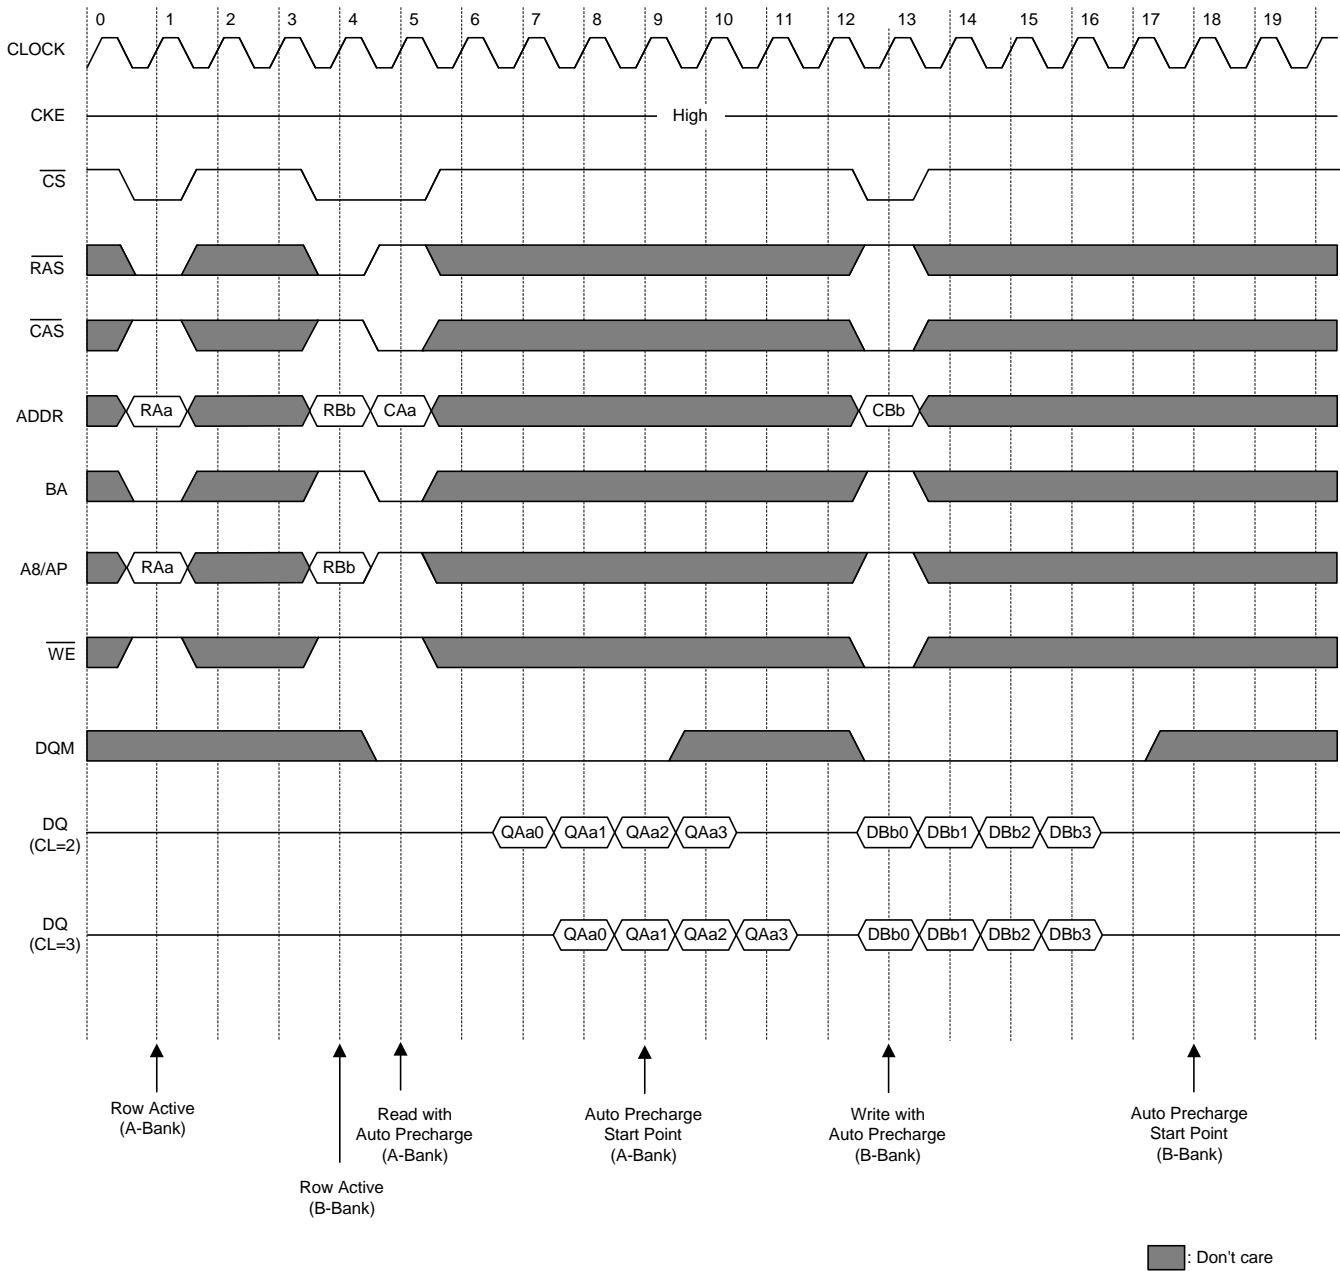 0 1 2 3 4 5 6 7 8 9 10 11 12 13 14 15 16 17 18 19
CLOCK
CKE High
CS
RAS
CAS
ADDR RAa RBb CAa CBb
BA
A8/AP RAa RBb
WE
DQM
DQ
(CL=2)
QAa0 QAa1 QAa2 QAa3 DBb0 DBb1 DBb2 DBb3
DQ
(CL=3)
QAa0 QAa1 QAa2 QAa3 DBb0 DBb1 DBb2 DBb3
Row Active
(A-Bank)
Row Active
(B-Bank)
Read with
Auto Precharge
(A-Bank)
Auto Precharge
Start Point
(A-Bank)
Write with
Auto Precharge
(B-Bank)
Auto Precharge
Start Point
(B-Bank)
: Don't care